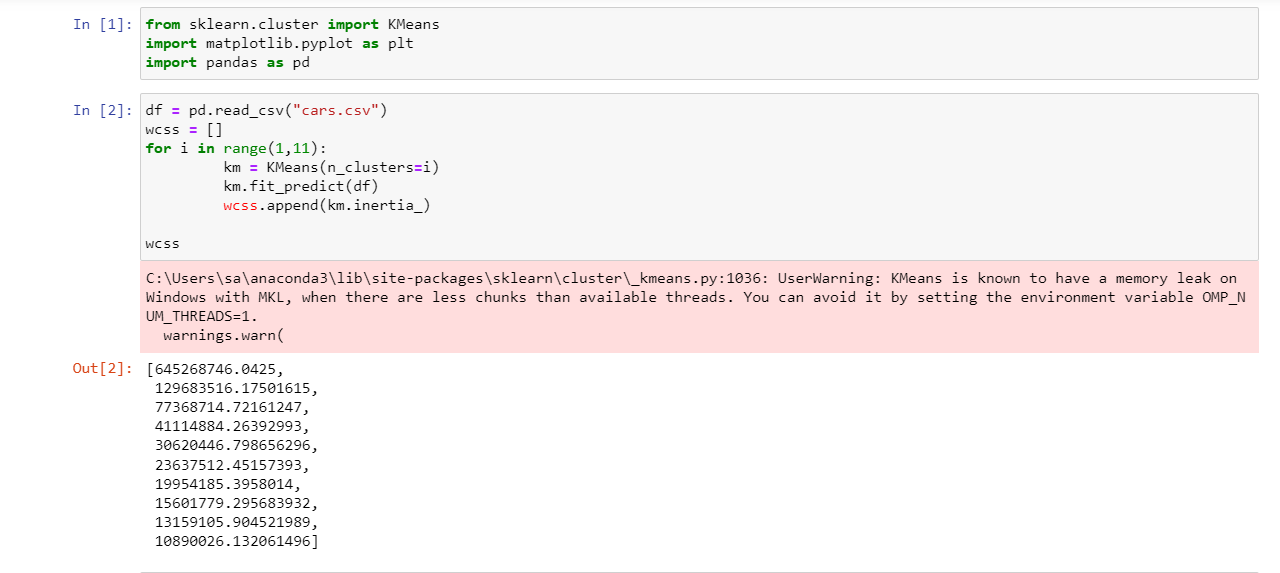 In [1]: from sklearn.cluster import KMeans
import matplotlib.pyplot as plt
import pandas as pd
In [2]: df = pd.read_csv("cars.csv")
wcss = []
for i in range(1,11):
km = KMeans(n_clusters=i)
km.fit_predict(df)
wcss.append(km.inertia_)
wcss
C:\Users\sa\anaconda3\lib\site-packages\sklearn\cluster\_kmeans.py:1036: UserWarning: KMeans is known to have a memory leak on
Windows with MKL, when there are less chunks than available threads. You can avoid it by setting the environment variable OMP_N
UM_THREADS=1.
warnings.warn(
Out[2]: [645268746.0425,
129683516.17501615,
77368714.72161247,
41114884.26392993,
30620446.798656296,
23637512.45157393,
19954185.3958014,
15601779.295683932,
13159105.904521989,
10890026.132061496]